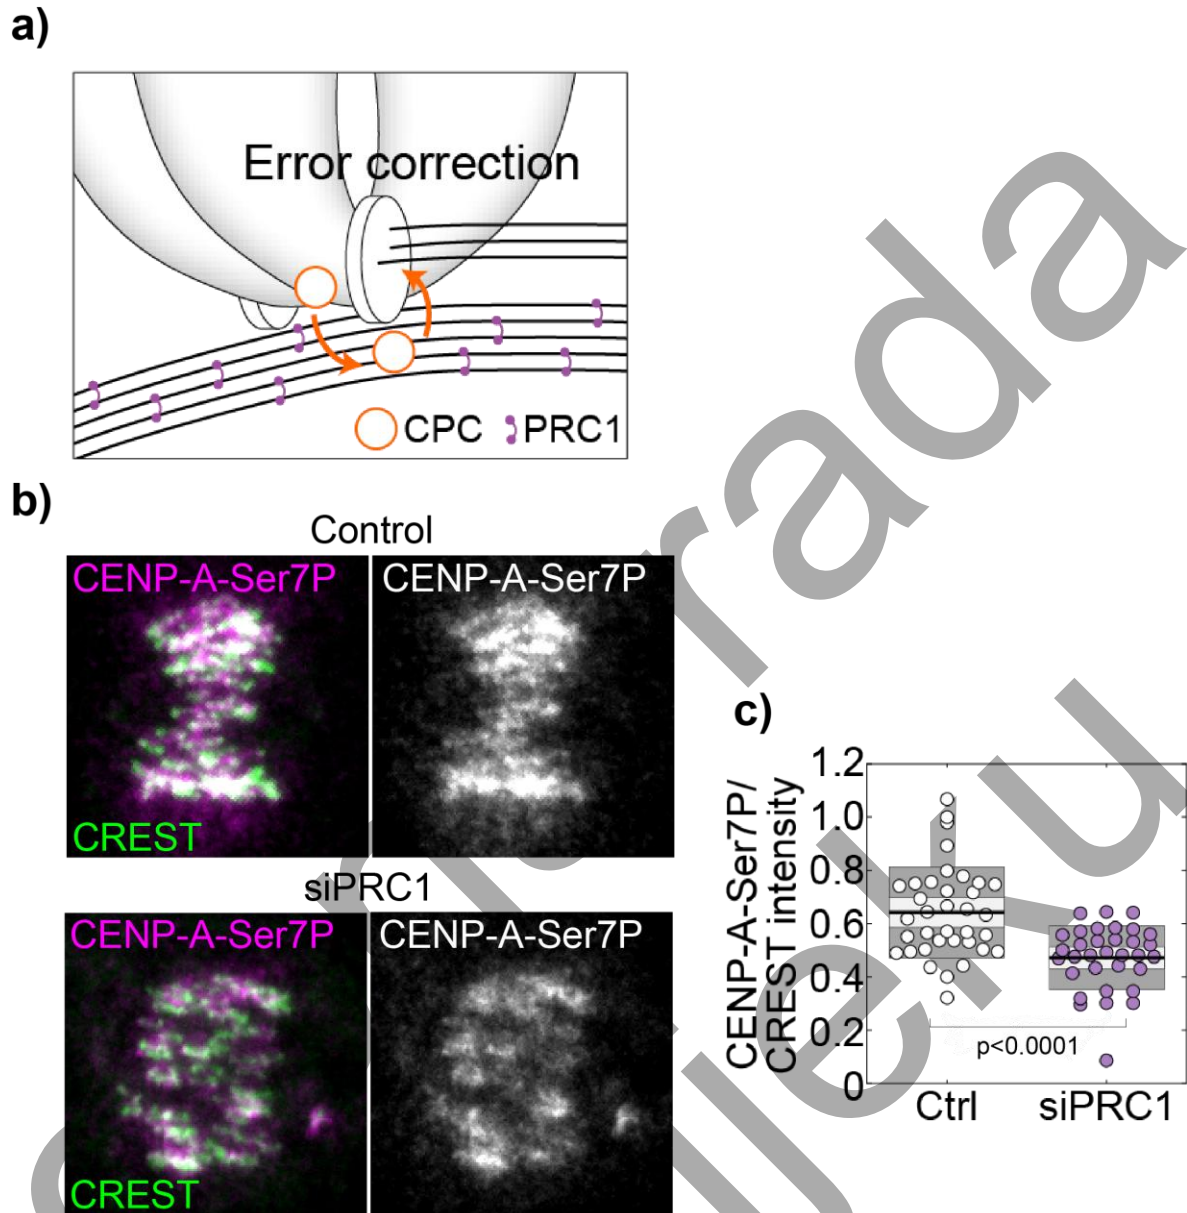 a)
Error correction
CPC
PRC1
b)
Control
CENP-A-Ser7P
CENP-A-Ser7P
CREST
siPRC1
CENP-A-Ser7P
CENP-A-Ser7P
CREST
c)
CENP-A-Ser7P/
CREST intensity
1.2
1.0
0.8
0.6
0.4
0.2
0
p<0.0001
Ctrl
siPRC1
rada